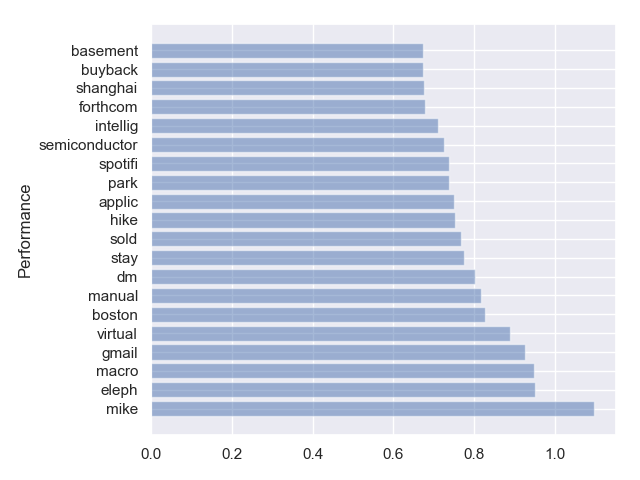 basement
buyback
shanghai
forthcom
intellig
semiconductor
spotifi
park
applic
hike
sold
stay
dm
manual
boston
virtual
gmail
macro
eleph
mike
Performance
0.0 0.2 0.4 0.6 0.8 1.0